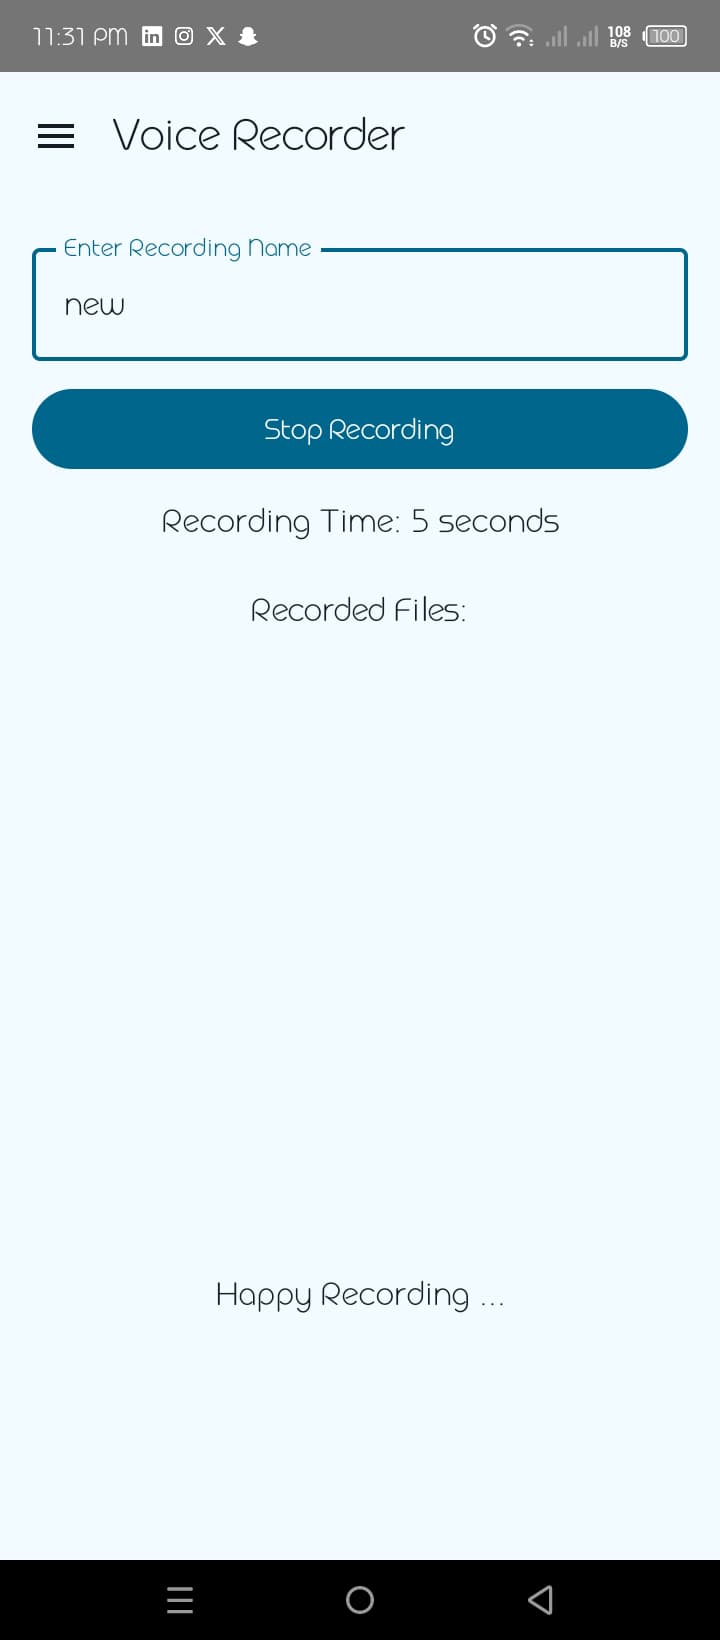 11:31 PM
108
B/S
100
Voice Recorder
Enter Recording Name
new
Stop Recording
Recording Time: 5 seconds
Recorded Files:
Happy Recording ...